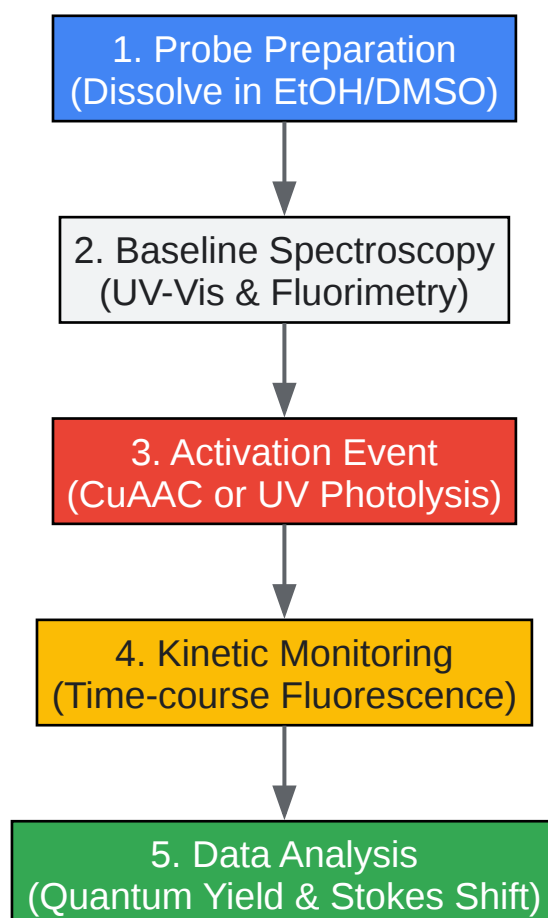 1. Probe Preparation
(Dissolve in EtOH/DMSO)
2. Baseline Spectroscopy
(UV-Vis & Fluorimetry)
3. Activation Event
(CuAAC or UV Photolysis)
4. Kinetic Monitoring
(Time-course Fluorescence)
5. Data Analysis
(Quantum Yield & Stokes Shift)